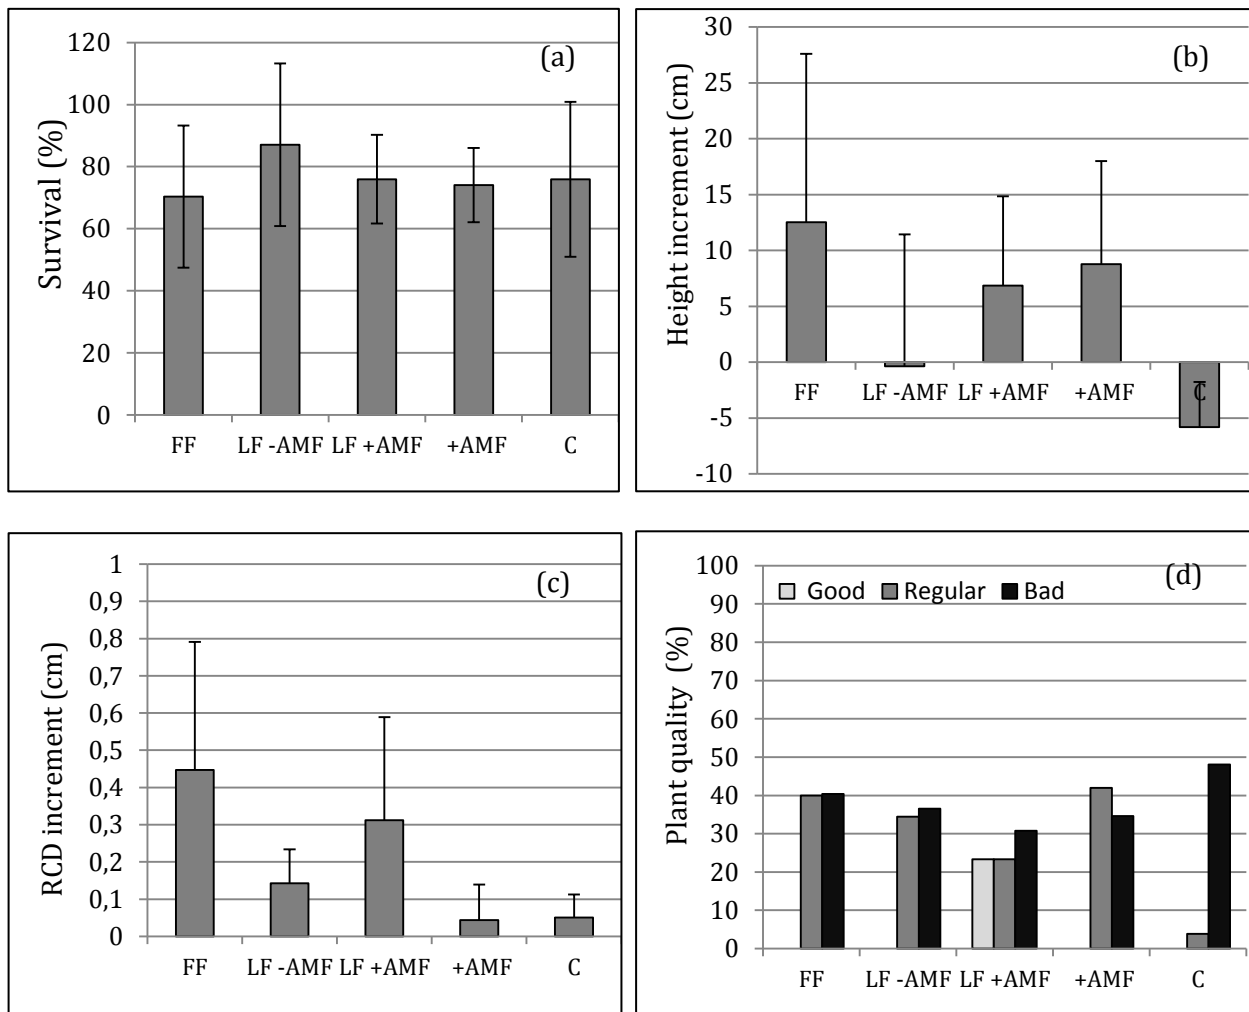 (a)
Survival (%)
120
100
80
60
40
20
0
FF LF -AMF LF +AMF +AMF C
(b)
Height increment (cm)
30
25
20
15
10
5
0
-5
-10
FF LF -AMF LF +AMF +AMF C
(c)
RCD increment (cm)
1
0,9
0,8
0,7
0,6
0,5
0,4
0,3
0,2
0,1
0
FF LF -AMF LF +AMF +AMF C
(d)
Plant quality (%)
Good Regular Bad
100
90
80
70
60
50
40
30
20
10
0
FF LF -AMF LF +AMF +AMF C